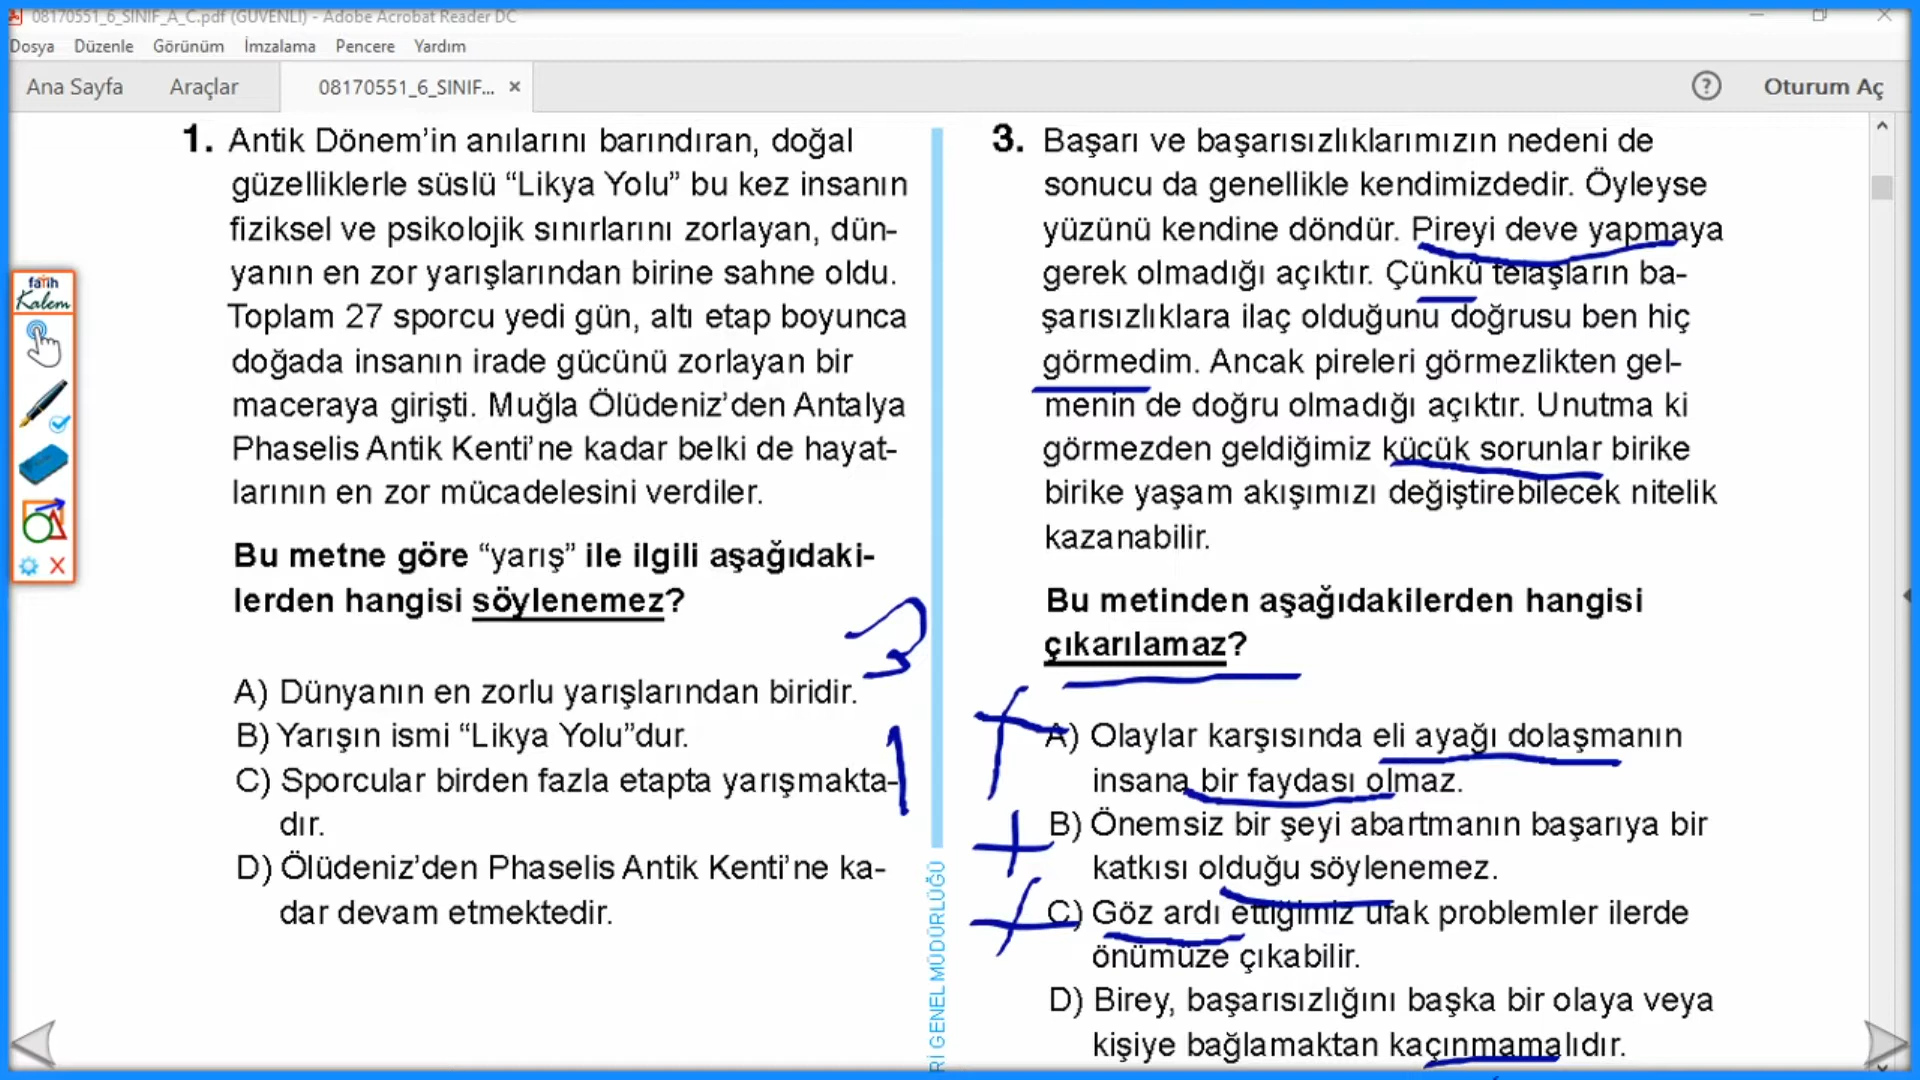 08170551_6_SINIF_A_C.pdf (GÜVENLİ) - Adobe Acrobat Reader DC
Dosya Düzenle Görünüm İmzalama Pencere Yardım
Ana Sayfa Araçlar 08170551_6_SINIF... × ? Oturum Aç
fatih
Kalem
1. Antik Dönem’in anılarını barındıran, doğal
güzelliklerle süslü “Likya Yolu” bu kez insanın
fiziksel ve psikolojik sınırlarını zorlayan, dün-
yanın en zor yarışlarından birine sahne oldu.
Toplam 27 sporcu yedi gün, altı etap boyunca
doğada insanın irade gücünü zorlayan bir
maceraya girişti. Muğla Ölüdeniz’den Antalya
Phaselis Antik Kenti’ne kadar belki de hayat-
larının en zor mücadelesini verdiler.
Bu metne göre “yarış” ile ilgili aşağıdaki-
lerden hangisi söylenemez?
A) Dünyanın en zorlu yarışlarından biridir.
B) Yarışın ismi “Likya Yolu”dur.
C) Sporcular birden fazla etapta yarışmakta-
dır.
D) Ölüdeniz’den Phaselis Antik Kenti’ne ka-
dar devam etmektedir.
Rİ GENEL MÜDÜRLÜĞÜ
3. Başarı ve başarısızlıklarımızın nedeni de
sonucu da genellikle kendimizdedir. Öyleyse
yüzünü kendine döndür. Pireyi deve yapmaya
gerek olmadığı açıktır. Çünkü telaşların ba-
şarısızlıklara ilaç olduğunu doğrusu ben hiç
görmedim. Ancak pireleri görmezlikten gel-
menin de doğru olmadığı açıktır. Unutma ki
görmezden geldiğimiz küçük sorunlar birike
birike yaşam akışımızı değiştirebilecek nitelik
kazanabilir.
Bu metinden aşağıdakilerden hangisi
çıkarılamaz?
A) Olaylar karşısında eli ayağı dolaşmanın
insana bir faydası olmaz.
B) Önemsiz bir şeyi abartmanın başarıya bir
katkısı olduğu söylenemez.
C) Göz ardı ettiğimiz ufak problemler ilerde
önümüze çıkabilir.
D) Birey, başarısızlığını başka bir olaya veya
kişiye bağlamaktan kaçınmamalıdır.